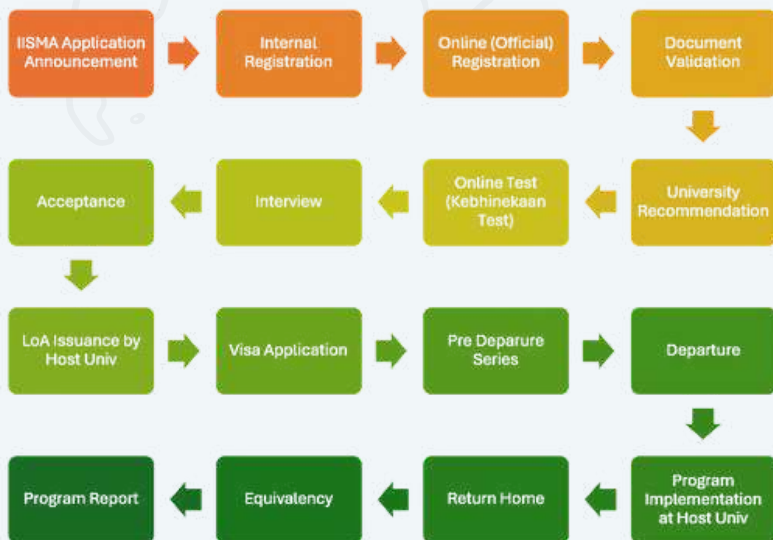 IISMA Application
Announcement
Internal
Registration
Online (Official)
Registration
Document
Validation
University
Recommendation
Online Test
(Kebhinekaan
Test)
Interview
Acceptance
LoA Issuance by
Host Univ
Visa Application
Pre Deparure
Series
Departure
Program
Implementation
at Host Univ
Return Home
Equivalency
Program Report